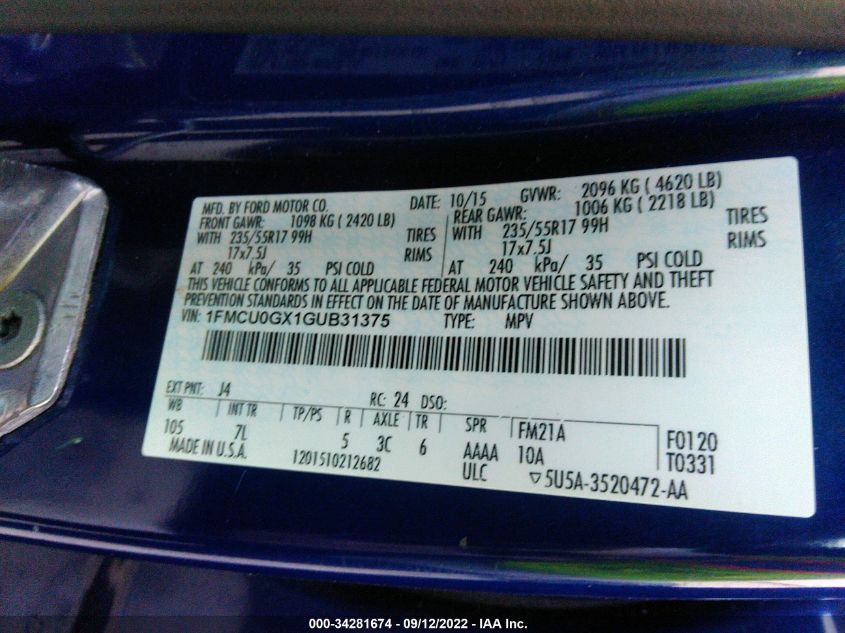 MFD. BY FORD MOTOR CO. DATE: 10/15 GVWR: 2096 KG ( 4620 LB)
FRONT GAWR: 1098 KG ( 2420 LB) REAR GAWR: 1006 KG ( 2218 LB)
WITH 235/55R17 99H TIRES WITH 235/55R17 99H TIRES
17x7.5J RIMS 17x7.5J RIMS
AT 240 kPa/ 35 PSI COLD AT 240 kPa/ 35 PSI COLD
THIS VEHICLE CONFORMS TO ALL APPLICABLE FEDERAL MOTOR VEHICLE SAFETY AND THEFT
PREVENTION STANDARDS IN EFFECT ON THE DATE OF MANUFACTURE SHOWN ABOVE.
VIN: 1FMCU0GX1GUB31375 TYPE: MPV
EXT PNT: J4 RC: 24 DSO:
WB INT TR TP/PS R AXLE TR SPR FM21A F0120
105 7L 5 3C 6 AAAA 10A T0331
MADE IN U.S.A. 1201510212682 ULC ▽5U5A-3520472-AA
000-34281674 - 09/12/2022 - IAA Inc.